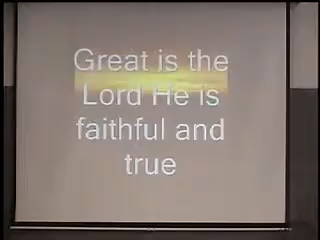 Great is the
Lord He is
faithful and
true